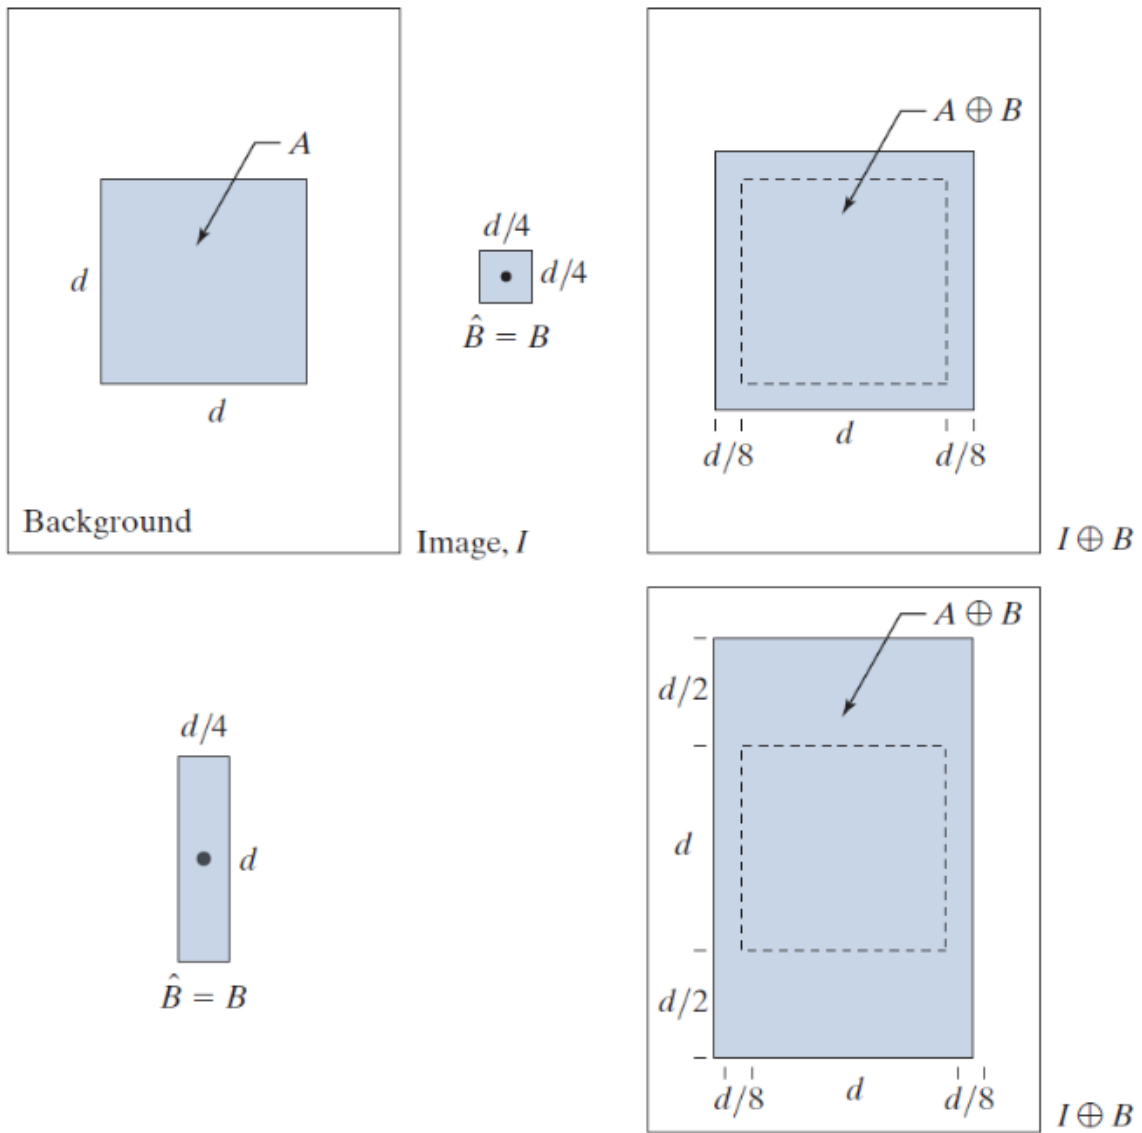 A
d
d
Background
Image, I
d/4
d/4
B̂ = B
A ⊕ B
d/8
d
d/8
I ⊕ B
d/4
d
B̂ = B
A ⊕ B
d/2
d
d/2
d/8
d
d/8
I ⊕ B